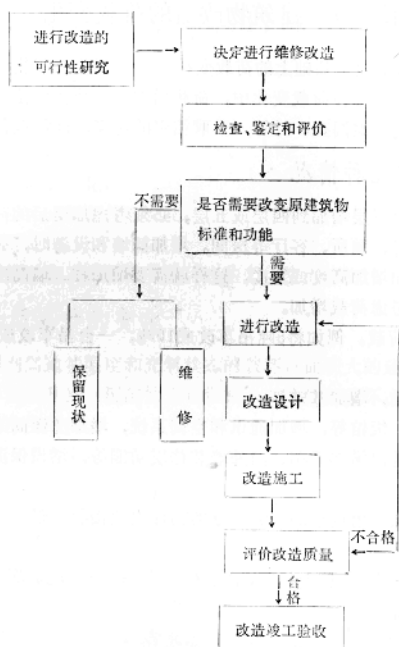 进行改造的
可行性研究
决定进行维修改造
检查、鉴定和评价
不需要
是否需要改变原建筑物
标准和功能
需要
进行改造
保留现状
维修
改造设计
改造施工
不合格
评价改造质量
合格
改造竣工验收